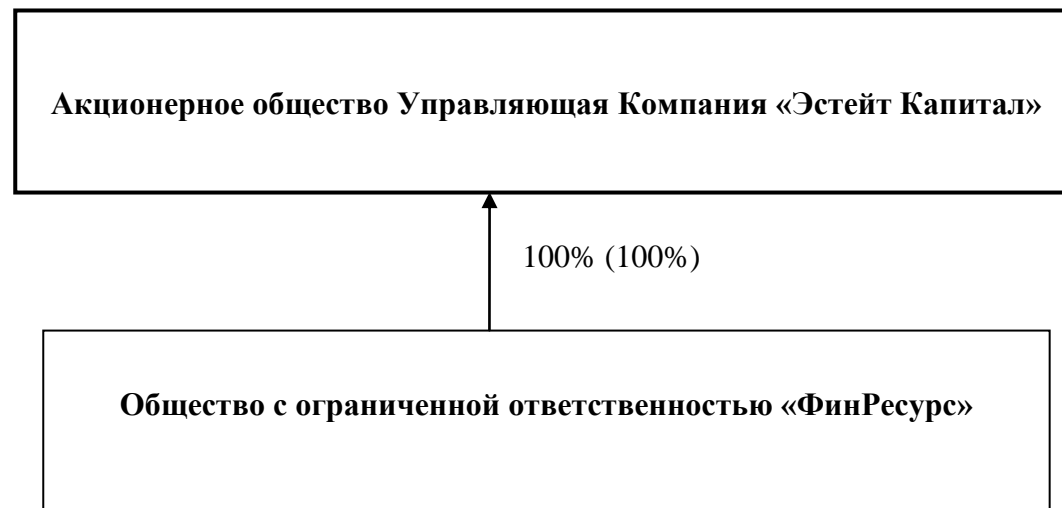 Акционерное общество Управляющая Компания «Эстейт Капитал»
100% (100%)
Общество с ограниченной ответственностью «ФинРесурс»